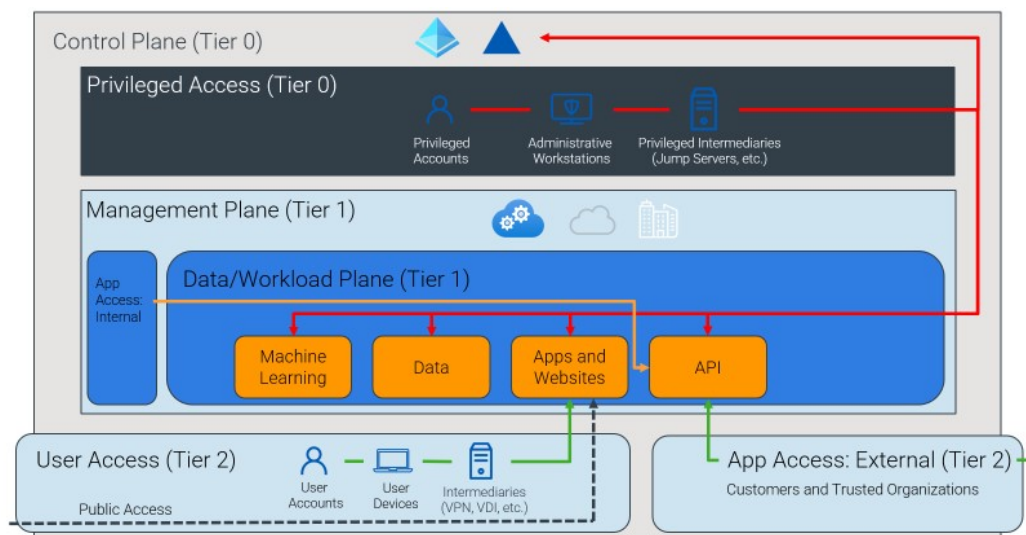 Control Plane (Tier 0)
Privileged Access (Tier 0)
Privileged
Accounts
Administrative
Workstations
Privileged Intermediaries
(Jump Servers, etc.)
Management Plane (Tier 1)
App
Access:
Internal
Data/Workload Plane (Tier 1)
Machine
Learning
Data
Apps and
Websites
API
User Access (Tier 2)
User
Accounts
User
Devices
Intermediaries
(VPN, VDI, etc.)
Public Access
App Access: External (Tier 2)
Customers and Trusted Organizations